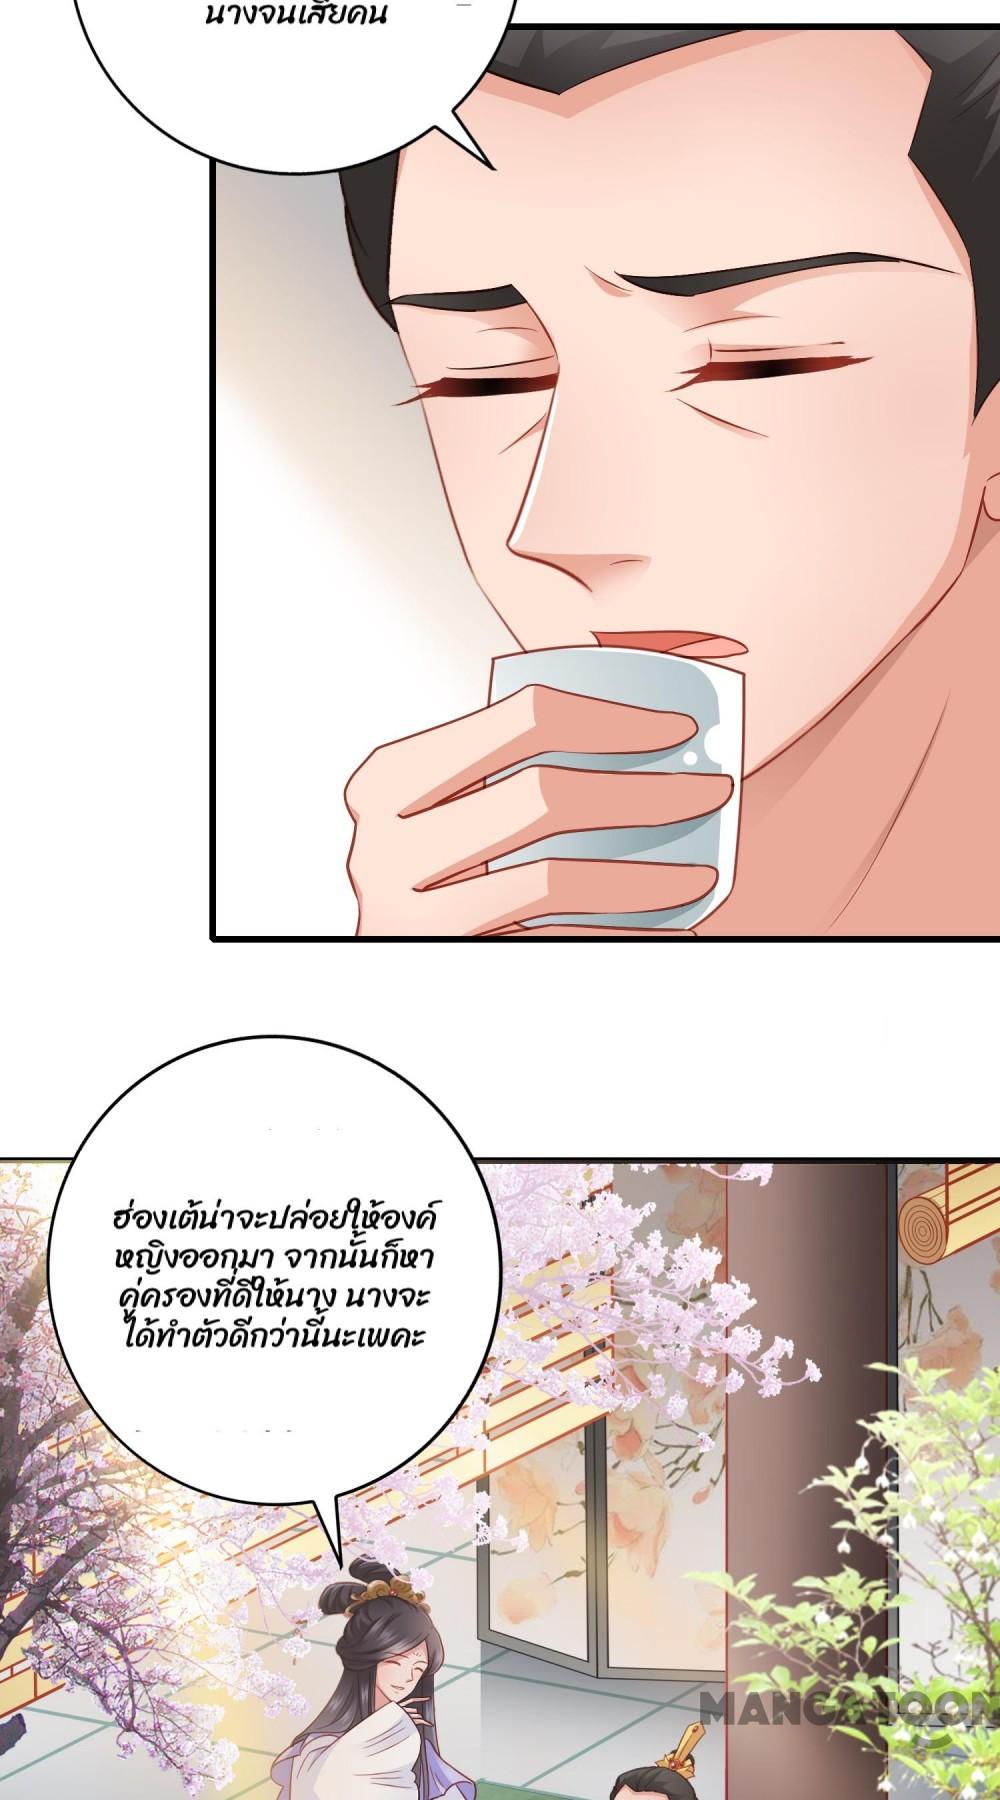 นางจนเสียคน
ฮ่องเต้น่าจะปล่อยให้องค์
หญิงออกมา จากนั้นก็หา
คู่ครองที่ดีให้นาง นางจะ
ได้ทำตัวดีกว่านี้นะเพคะ
MANGATOON